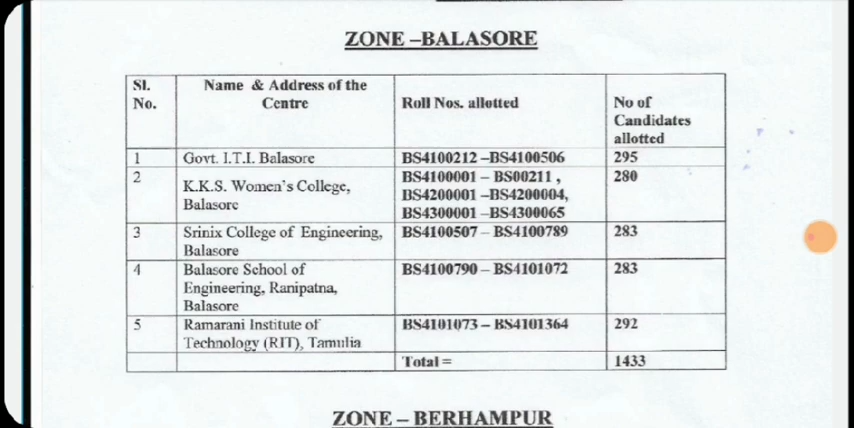 ZONE –BALASORE
Sl. No.
Name & Address of the Centre
Roll Nos. allotted
No of Candidates allotted
1
Govt. I.T.I. Balasore
BS4100212 –BS4100506
295
2
K.K.S. Women's College, Balasore
BS4100001 – BS00211 ,
BS4200001 –BS4200004,
BS4300001 –BS4300065
280
3
Srinix College of Engineering, Balasore
BS4100507 – BS4100789
283
4
Balasore School of Engineering, Ranipatna, Balasore
BS4100790 – BS4101072
283
5
Ramarani Institute of Technology (RIT), Tamulia
BS4101073 – BS4101364
292
Total =
1433
ZONE – BERHAMPUR